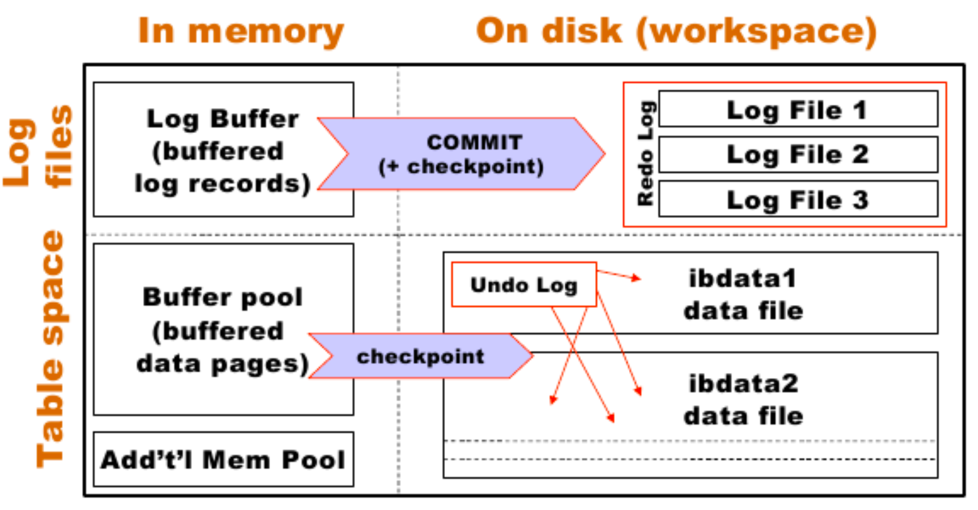 In memory
On disk (workspace)
Log
files
Log Buffer
(buffered
log records)
COMMIT
(+ checkpoint)
Redo Log
Log File 1
Log File 2
Log File 3
Table space
Buffer pool
(buffered
data pages)
checkpoint
Undo Log
ibdata1
data file
ibdata2
data file
Add't'l Mem Pool